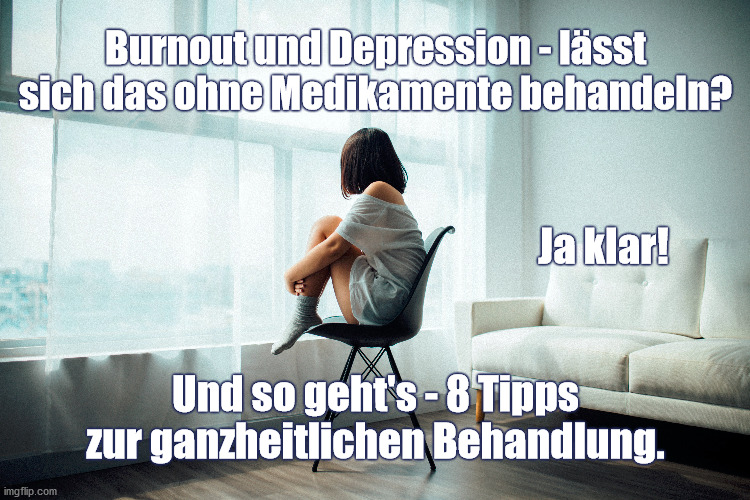 Burnout und Depression - lässt
sich das ohne Medikamente behandeln?
Ja klar!
Und so geht's - 8 Tipps
zur ganzheitlichen Behandlung.
imgflip.com